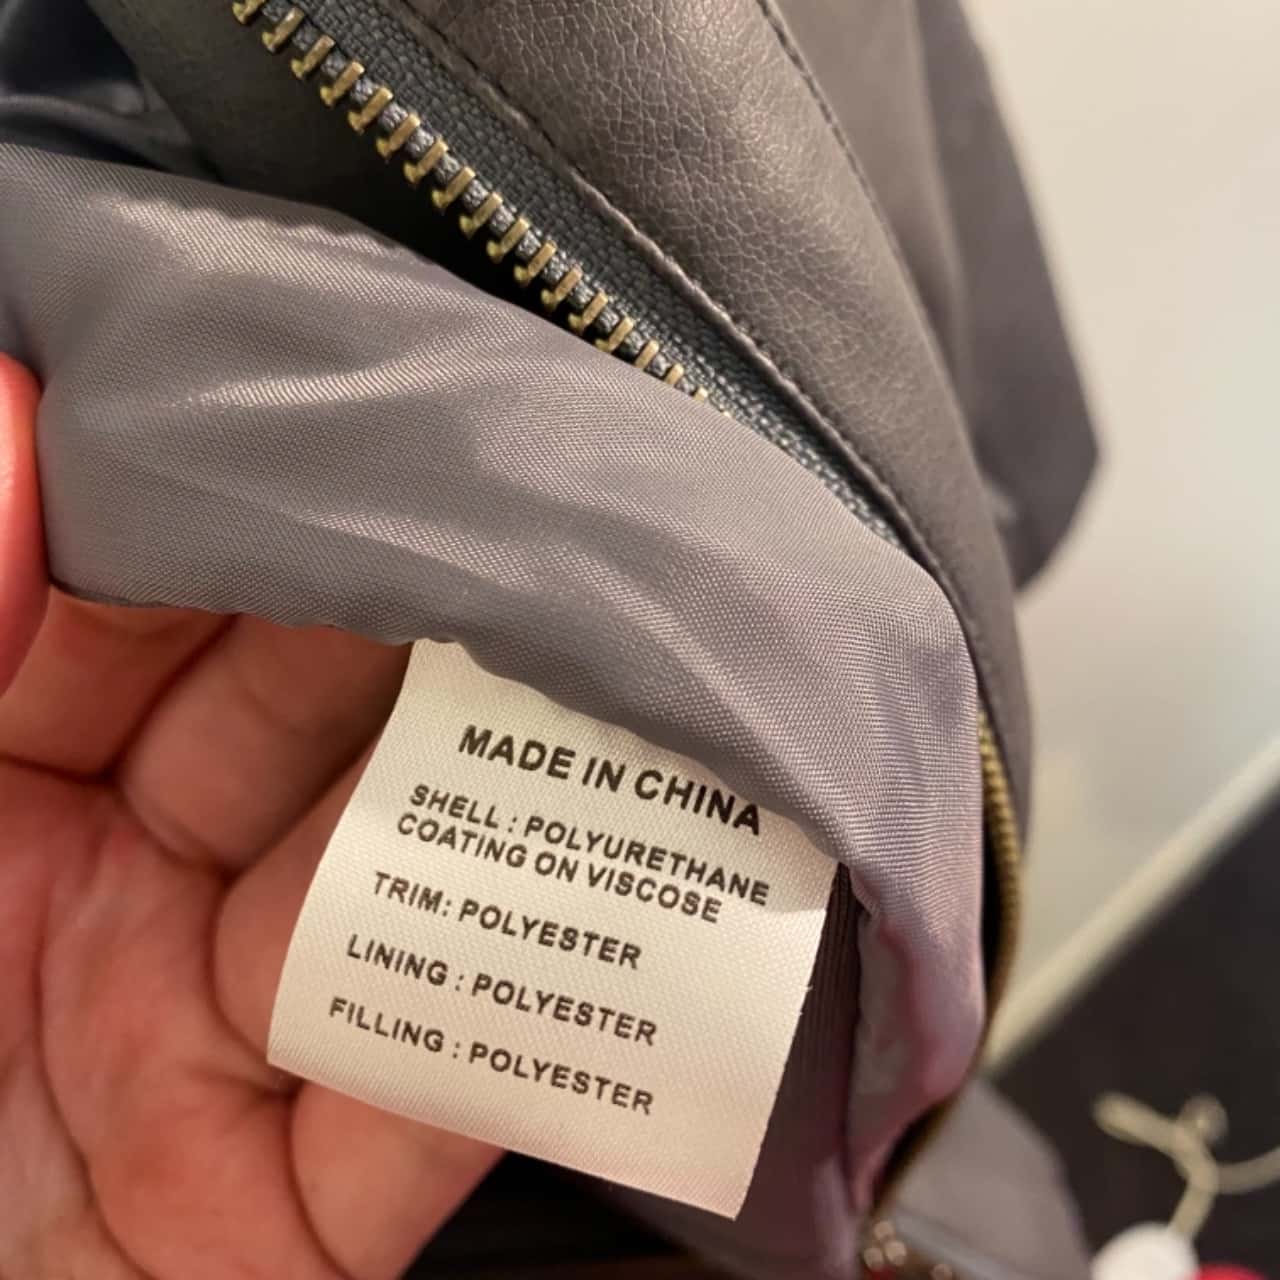 MADE IN CHINA
SHELL : POLYURETHANE
COATING ON VISCOSE
TRIM: POLYESTER
LINING : POLYESTER
FILLING : POLYESTER